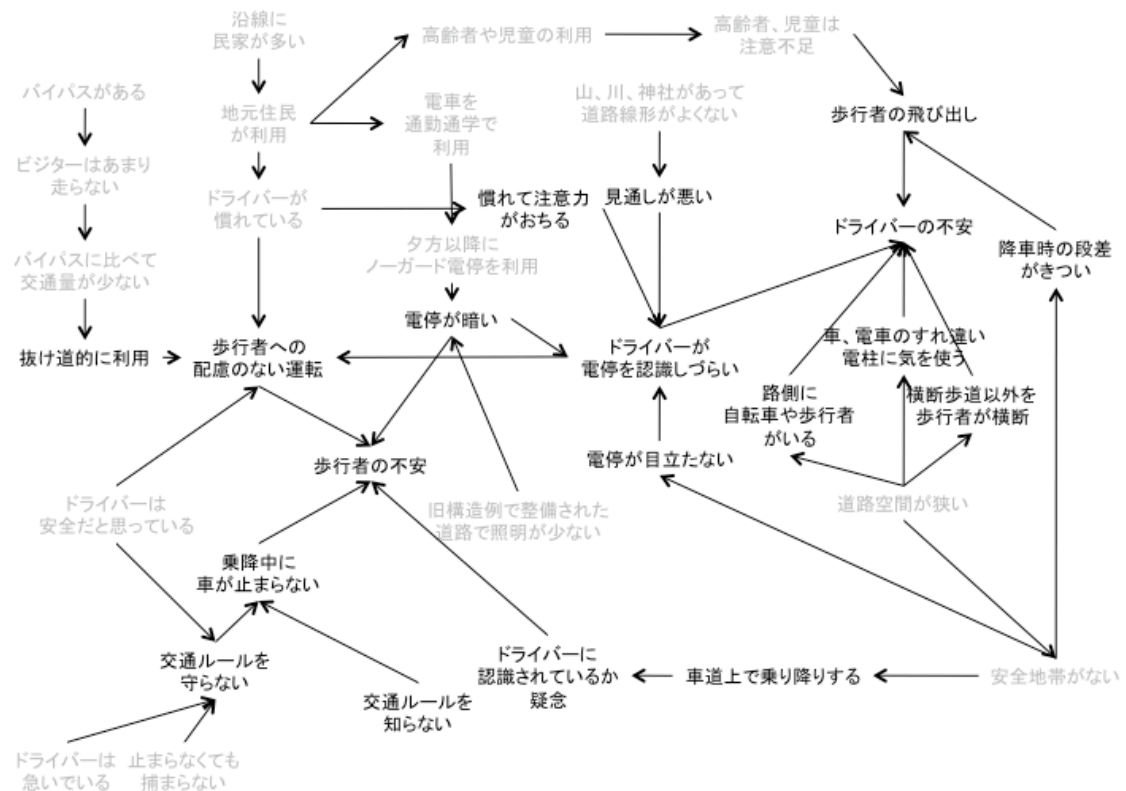 沿線に
民家が多い
高齢者や児童の利用
高齢者、児童は
注意不足
バイパスがある
地元住民
が利用
電車を
通勤通学で
利用
山、川、神社があって
道路線形がよくない
歩行者の飛び出し
ビジターはあまり
走らない
ドライバーが
慣れている
慣れて注意力
がおちる
見通しが悪い
ドライバーの不安
降車時の段差
がきつい
バイパスに比べて
交通量が少ない
夕方以降に
ノーガード電停を利用
電停が暗い
抜け道的に利用
歩行者への
配慮のない運転
ドライバーが
電停を認識しづらい
車、電車のすれ違い
電柱に気を使う
路側に
自転車や歩行者
がいる
横断歩道以外を
歩行者が横断
歩行者の不安
電停が目立たない
ドライバーは
安全だと思っている
旧構造例で整備された
道路で照明が少ない
道路空間が狭い
乗降中に
車が止まらない
交通ルールを
守らない
交通ルールを
知らない
ドライバーに
認識されているか
疑念
車道上で乗り降りする
安全地帯がない
ドライバーは
急いでいる
止まらなくても
捕まらない